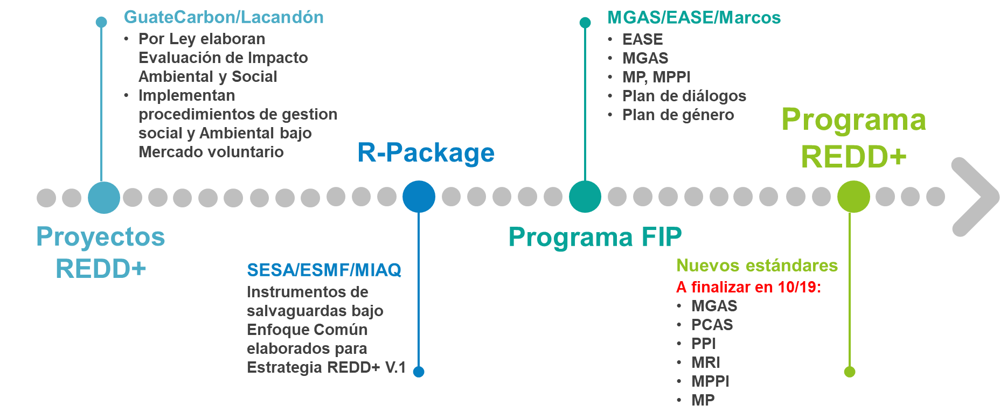 GuateCarbon/Lacandón
• Por Ley elaboran
Evaluación de Impacto
Ambiental y Social
• Implementan
procedimientos de gestion
social y Ambiental bajo
Mercado voluntario
Proyectos
REDD+
R-Package
SESA/ESMF/MIAQ
Instrumentos de
salvaguardas bajo
Enfoque Común
elaborados para
Estrategia REDD+ V.1
MGAS/EASE/Marcos
• EASE
• MGAS
• MP, MPPI
• Plan de diálogos
• Plan de género
Programa FIP
Programa
REDD+
Nuevos estándares
A finalizar en 10/19:
• MGAS
• PCAS
• PPI
• MRI
• MPPI
• MP